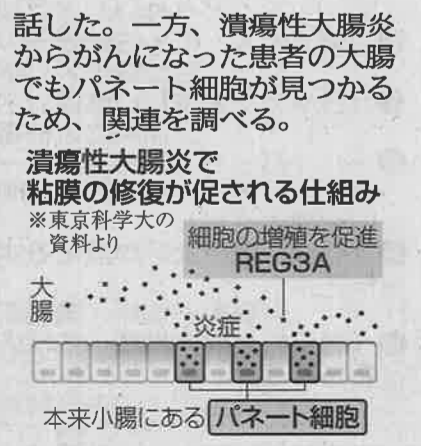 話した。一方、潰瘍性大腸炎
からがんになった患者の大腸
でもパネート細胞が見つかる
ため、関連を調べる。
潰瘍性大腸炎で
粘膜の修復が促される仕組み
※東京科学大の
資料より
細胞の増殖を促進
REG3A
大腸
炎症
本来小腸にあるパネート細胞